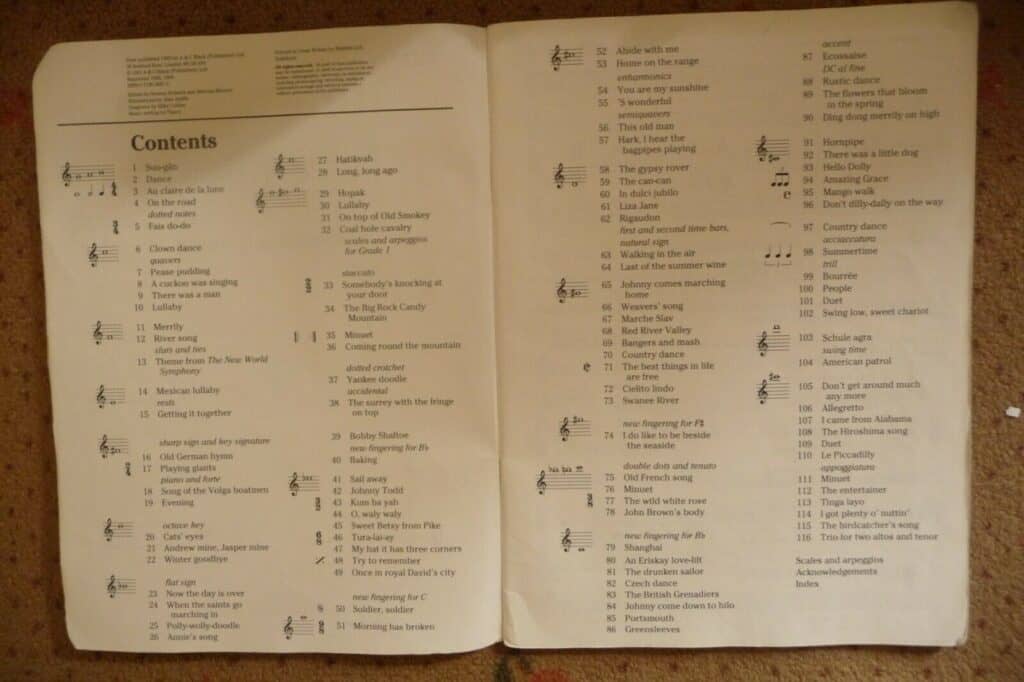 Contents
1 Suo-gân
2 Dance
3 Au claire de la lune
4 On the road
dotted notes
5 Fais do-do
6 Clown dance
quavers
7 Pease pudding
8 A cuckoo was singing
9 There was a man
10 Lullaby
11 Merrily
12 River song
slurs and ties
13 Theme from The New World
Symphony
14 Mexican lullaby
rests
15 Getting it together
sharp sign and key signature
16 Old German hymn
17 Playing giants
piano and forte
18 Song of the Volga boatmen
19 Evening
octave key
20 Cats' eyes
21 Andrew mine, Jasper mine
22 Winter goodbye
flat sign
23 Now the day is over
24 When the saints go
marching in
25 Polly-wolly-doodle
26 Annie's song
27 Hatikvah
28 Long, long ago
29 Hopak
30 Lullaby
31 On top of Old Smokey
32 Coal hole cavalry
scales and arpeggios
for Grade 1
staccato
33 Somebody's knocking at
your door
34 The Big Rock Candy
Mountain
35 Minuet
36 Coming round the mountain
dotted crotchet
37 Yankee doodle
accidental
38 The surrey with the fringe
on top
39 Bobby Shaftoe
new fingering for B♭
40 Baking
41 Sail away
42 Johnny Todd
43 Kum ba yah
44 O, waly waly
45 Sweet Betsy from Pike
46 Tura-lai-ey
47 My hat it has three corners
48 Try to remember
49 Once in royal David's city
new fingering for C
50 Soldier, soldier
51 Morning has broken
52 Abide with me
53 Home on the range
enharmonics
54 You are my sunshine
55 'S wonderful
semiquavers
56 This old man
57 Hark, I hear the
bagpipes playing
58 The gypsy rover
59 The can-can
60 In dulci jubilo
61 Liza Jane
62 Rigaudon
first and second time bars,
natural sign
63 Walking in the air
64 Last of the summer wine
65 Johnny comes marching
home
66 Weavers' song
67 Marche Slav
68 Red River Valley
69 Bangers and mash
70 Country dance
71 The best things in life
are free
72 Cielito lindo
73 Swanee River
new fingering for F♯
74 I do like to be beside
the seaside
double dots and tenuto
75 Old French song
76 Minuet
77 The wild white rose
78 John Brown's body
new fingering for B♭
79 Shanghai
80 An Eriskay love-lilt
81 The drunken sailor
82 Czech dance
83 The British Grenadiers
84 Johnny come down to hilo
85 Portsmouth
86 Greensleeves
accent
87 Ecossaise
DC al fine
88 Rustic dance
89 The flowers that bloom
in the spring
90 Ding dong merrily on high
91 Hornpipe
92 There was a little dog
93 Hello Dolly
94 Amazing Grace
95 Mango walk
96 Don't dilly-dally on the way
97 Country dance
acciaccatura
98 Summertime
trill
99 Bourrée
100 People
101 Duet
102 Swing low, sweet chariot
103 Schule agra
swing time
104 American patrol
105 Don't get around much
any more
106 Allegretto
107 I came from Alabama
108 The Hiroshima song
109 Duet
110 Le Piccadilly
appoggiatura
111 Minuet
112 The entertainer
113 Tinga layo
114 I got plenty o' nuttin'
115 The birdcatcher's song
116 Trio for two altos and tenor
Scales and arpeggios
Acknowledgements
Index